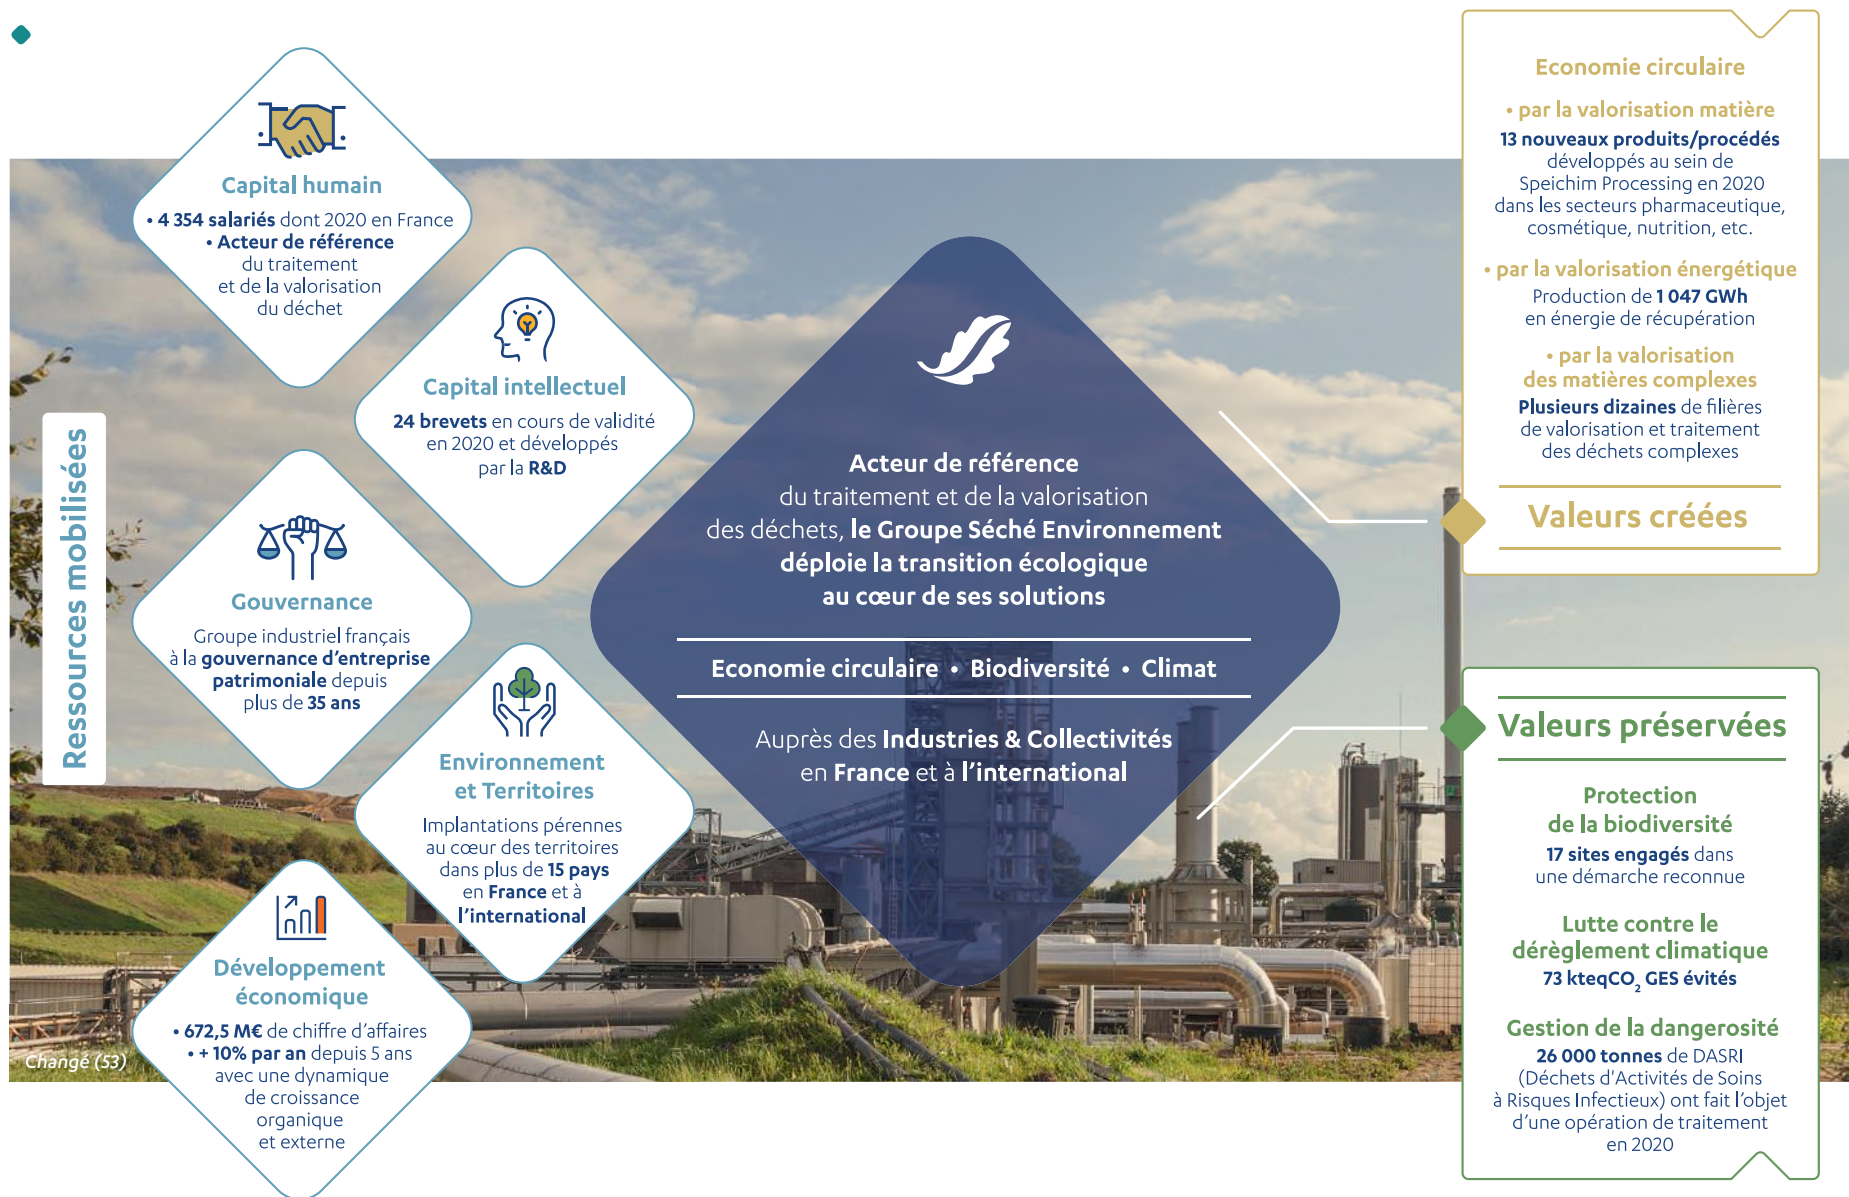 Ressources mobilisées
Capital humain
• 4 354 salariés dont 2020 en France
• Acteur de référence
du traitement
et de la valorisation
du déchet
Capital intellectuel
24 brevets en cours de validité
en 2020 et développés
par la R&D
Gouvernance
Groupe industriel français
à la gouvernance d’entreprise
patrimoniale depuis
plus de 35 ans
Environnement
et Territoires
Implantations pérennes
au cœur des territoires
dans plus de 15 pays
en France et à
l’international
Développement
économique
• 672,5 M€ de chiffre d’affaires
• + 10% par an depuis 5 ans
avec une dynamique
de croissance
organique
et externe
Changé (53)
Acteur de référence
du traitement et de la valorisation
des déchets, le Groupe Séché Environnement
déploie la transition écologique
au cœur de ses solutions
Economie circulaire • Biodiversité • Climat
Auprès des Industries & Collectivités
en France et à l’international
Economie circulaire
• par la valorisation matière
13 nouveaux produits/procédés
développés au sein de
Speichim Processing en 2020
dans les secteurs pharmaceutique,
cosmétique, nutrition, etc.
• par la valorisation énergétique
Production de 1 047 GWh
en énergie de récupération
• par la valorisation
des matières complexes
Plusieurs dizaines de filières
de valorisation et traitement
des déchets complexes
Valeurs créées
Valeurs préservées
Protection
de la biodiversité
17 sites engagés dans
une démarche reconnue
Lutte contre le
dérèglement climatique
73 kteqCO₂ GES évités
Gestion de la dangerosité
26 000 tonnes de DASRI
(Déchets d'Activités de Soins
à Risques Infectieux) ont fait l’objet
d’une opération de traitement
en 2020